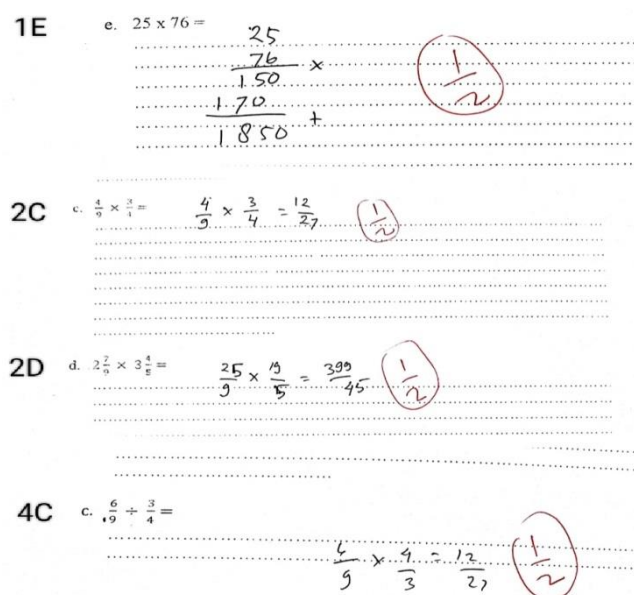 1E e. 25 x 76 =
25
76 ×
150
170 +
1850
1/2
2C c. 4/9 × 3/4 = 4/9 × 3/4 = 12/27 1/2
2D d. 2 7/9 × 3 4/5 = 25/9 × 19/5 = 399/45 1/2
4C c. 6/9 ÷ 3/4 =
6/9 × 4/3 = 12/27 1/2